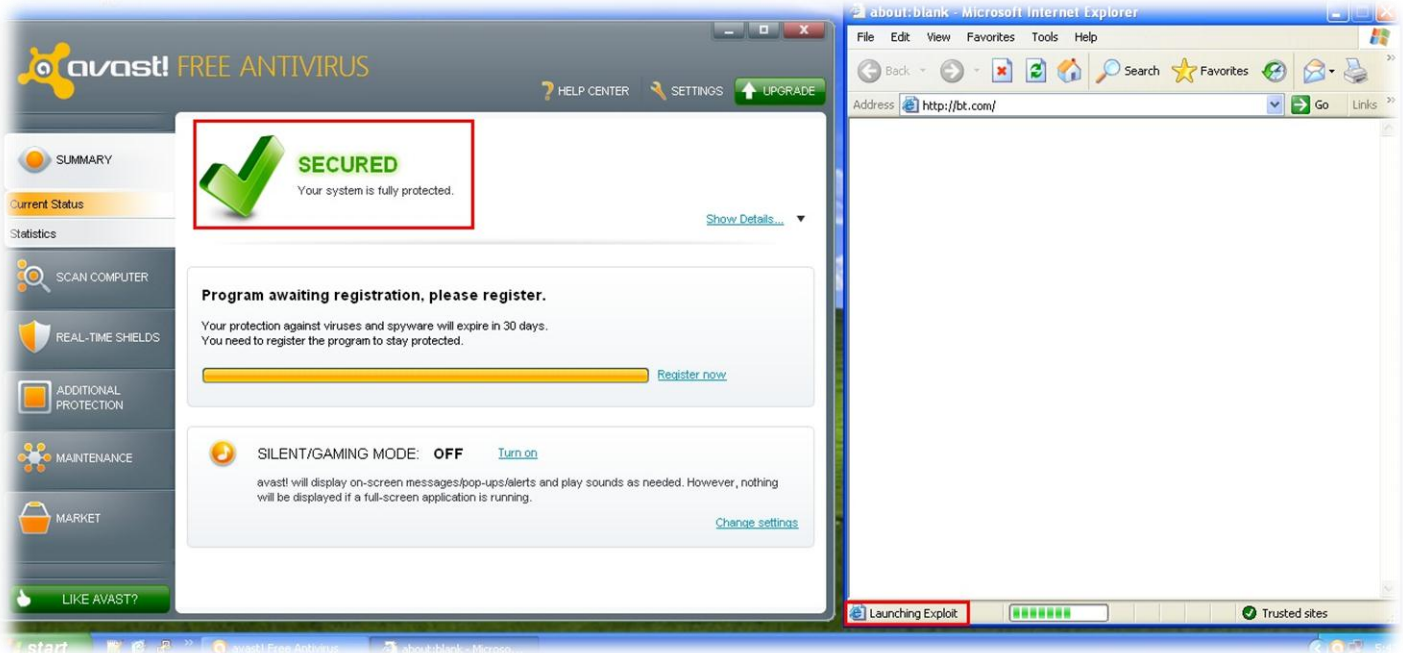 avast! FREE ANTIVIRUS
HELP CENTER
SETTINGS
UPGRADE
SUMMARY
Current Status
Statistics
SCAN COMPUTER
REAL-TIME SHIELDS
ADDITIONAL
PROTECTION
MAINTENANCE
MARKET
LIKE AVAST?
SECURED
Your system is fully protected.
Show Details...
Program awaiting registration, please register.
Your protection against viruses and spyware will expire in 30 days.
You need to register the program to stay protected.
Register now
SILENT/GAMING MODE: OFF Turn on
avast! will display on-screen messages/pop-ups/alerts and play sounds as needed. However, nothing
will be displayed if a full-screen application is running.
Change settings
about:blank - Microsoft Internet Explorer
File Edit View Favorites Tools Help
Back Search Favorites
Address http://bt.com/ Go Links
Launching Exploit
Trusted sites
start
avast! Free Antivirus
about:blank - Microso...